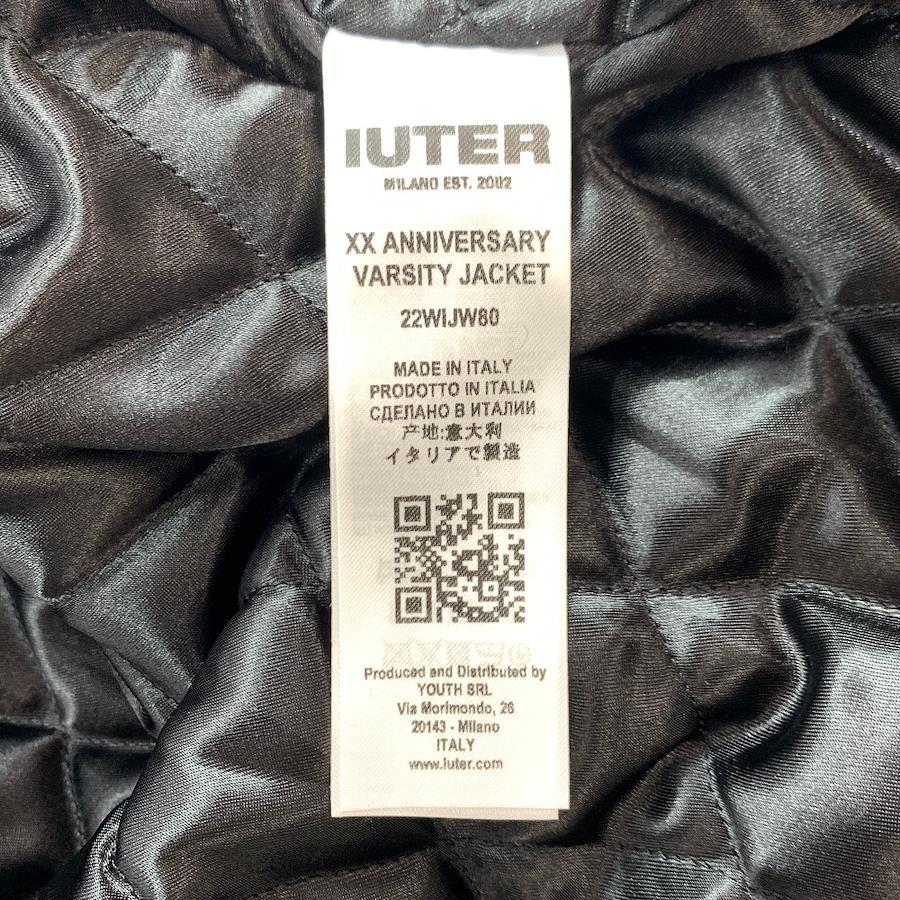 IUTER
MILANO EST. 2002
XX ANNIVERSARY
VARSITY JACKET
22WIJW80
MADE IN ITALY
PRODOTTO IN ITALIA
СДЕЛАНО В ИТАЛИИ
产地:意大利
イタリアで製造
Produced and Distributed by
YOUTH SRL
Via Morimondo, 26
20143 - Milano
ITALY
www.iuter.com